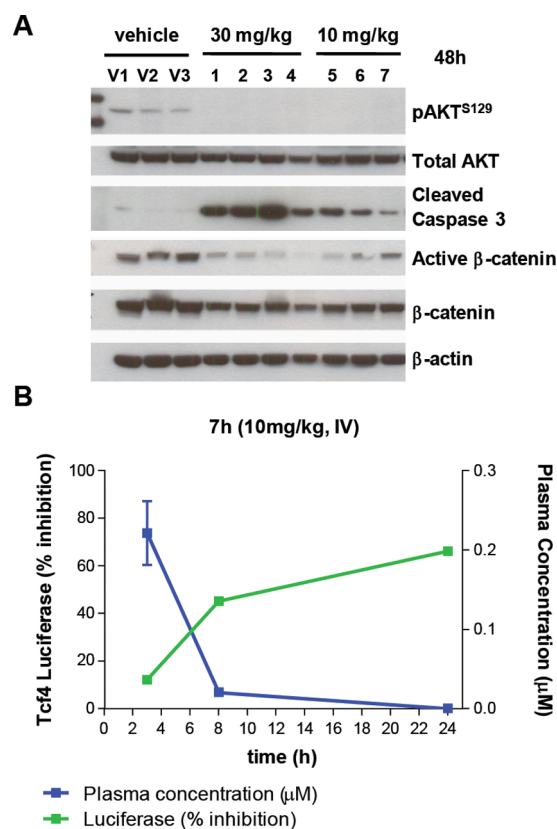 A
vehicle 30 mg/kg 10 mg/kg
48h
V1 V2 V3 1 2 3 4 5 6 7
pAKTS129
Total AKT
Cleaved
Caspase 3
Active β-catenin
β-catenin
β-actin
B
7h (10mg/kg, IV)
Tcf4 Luciferase (% inhibition)
100
80
60
40
20
0
0.3
0.2
0.1
0.0
Plasma Concentration (μM)
0 2 4 6 8 10 12 14 16 18 20 22 24
time (h)
Plasma concentration (μM)
Luciferase (% inhibition)